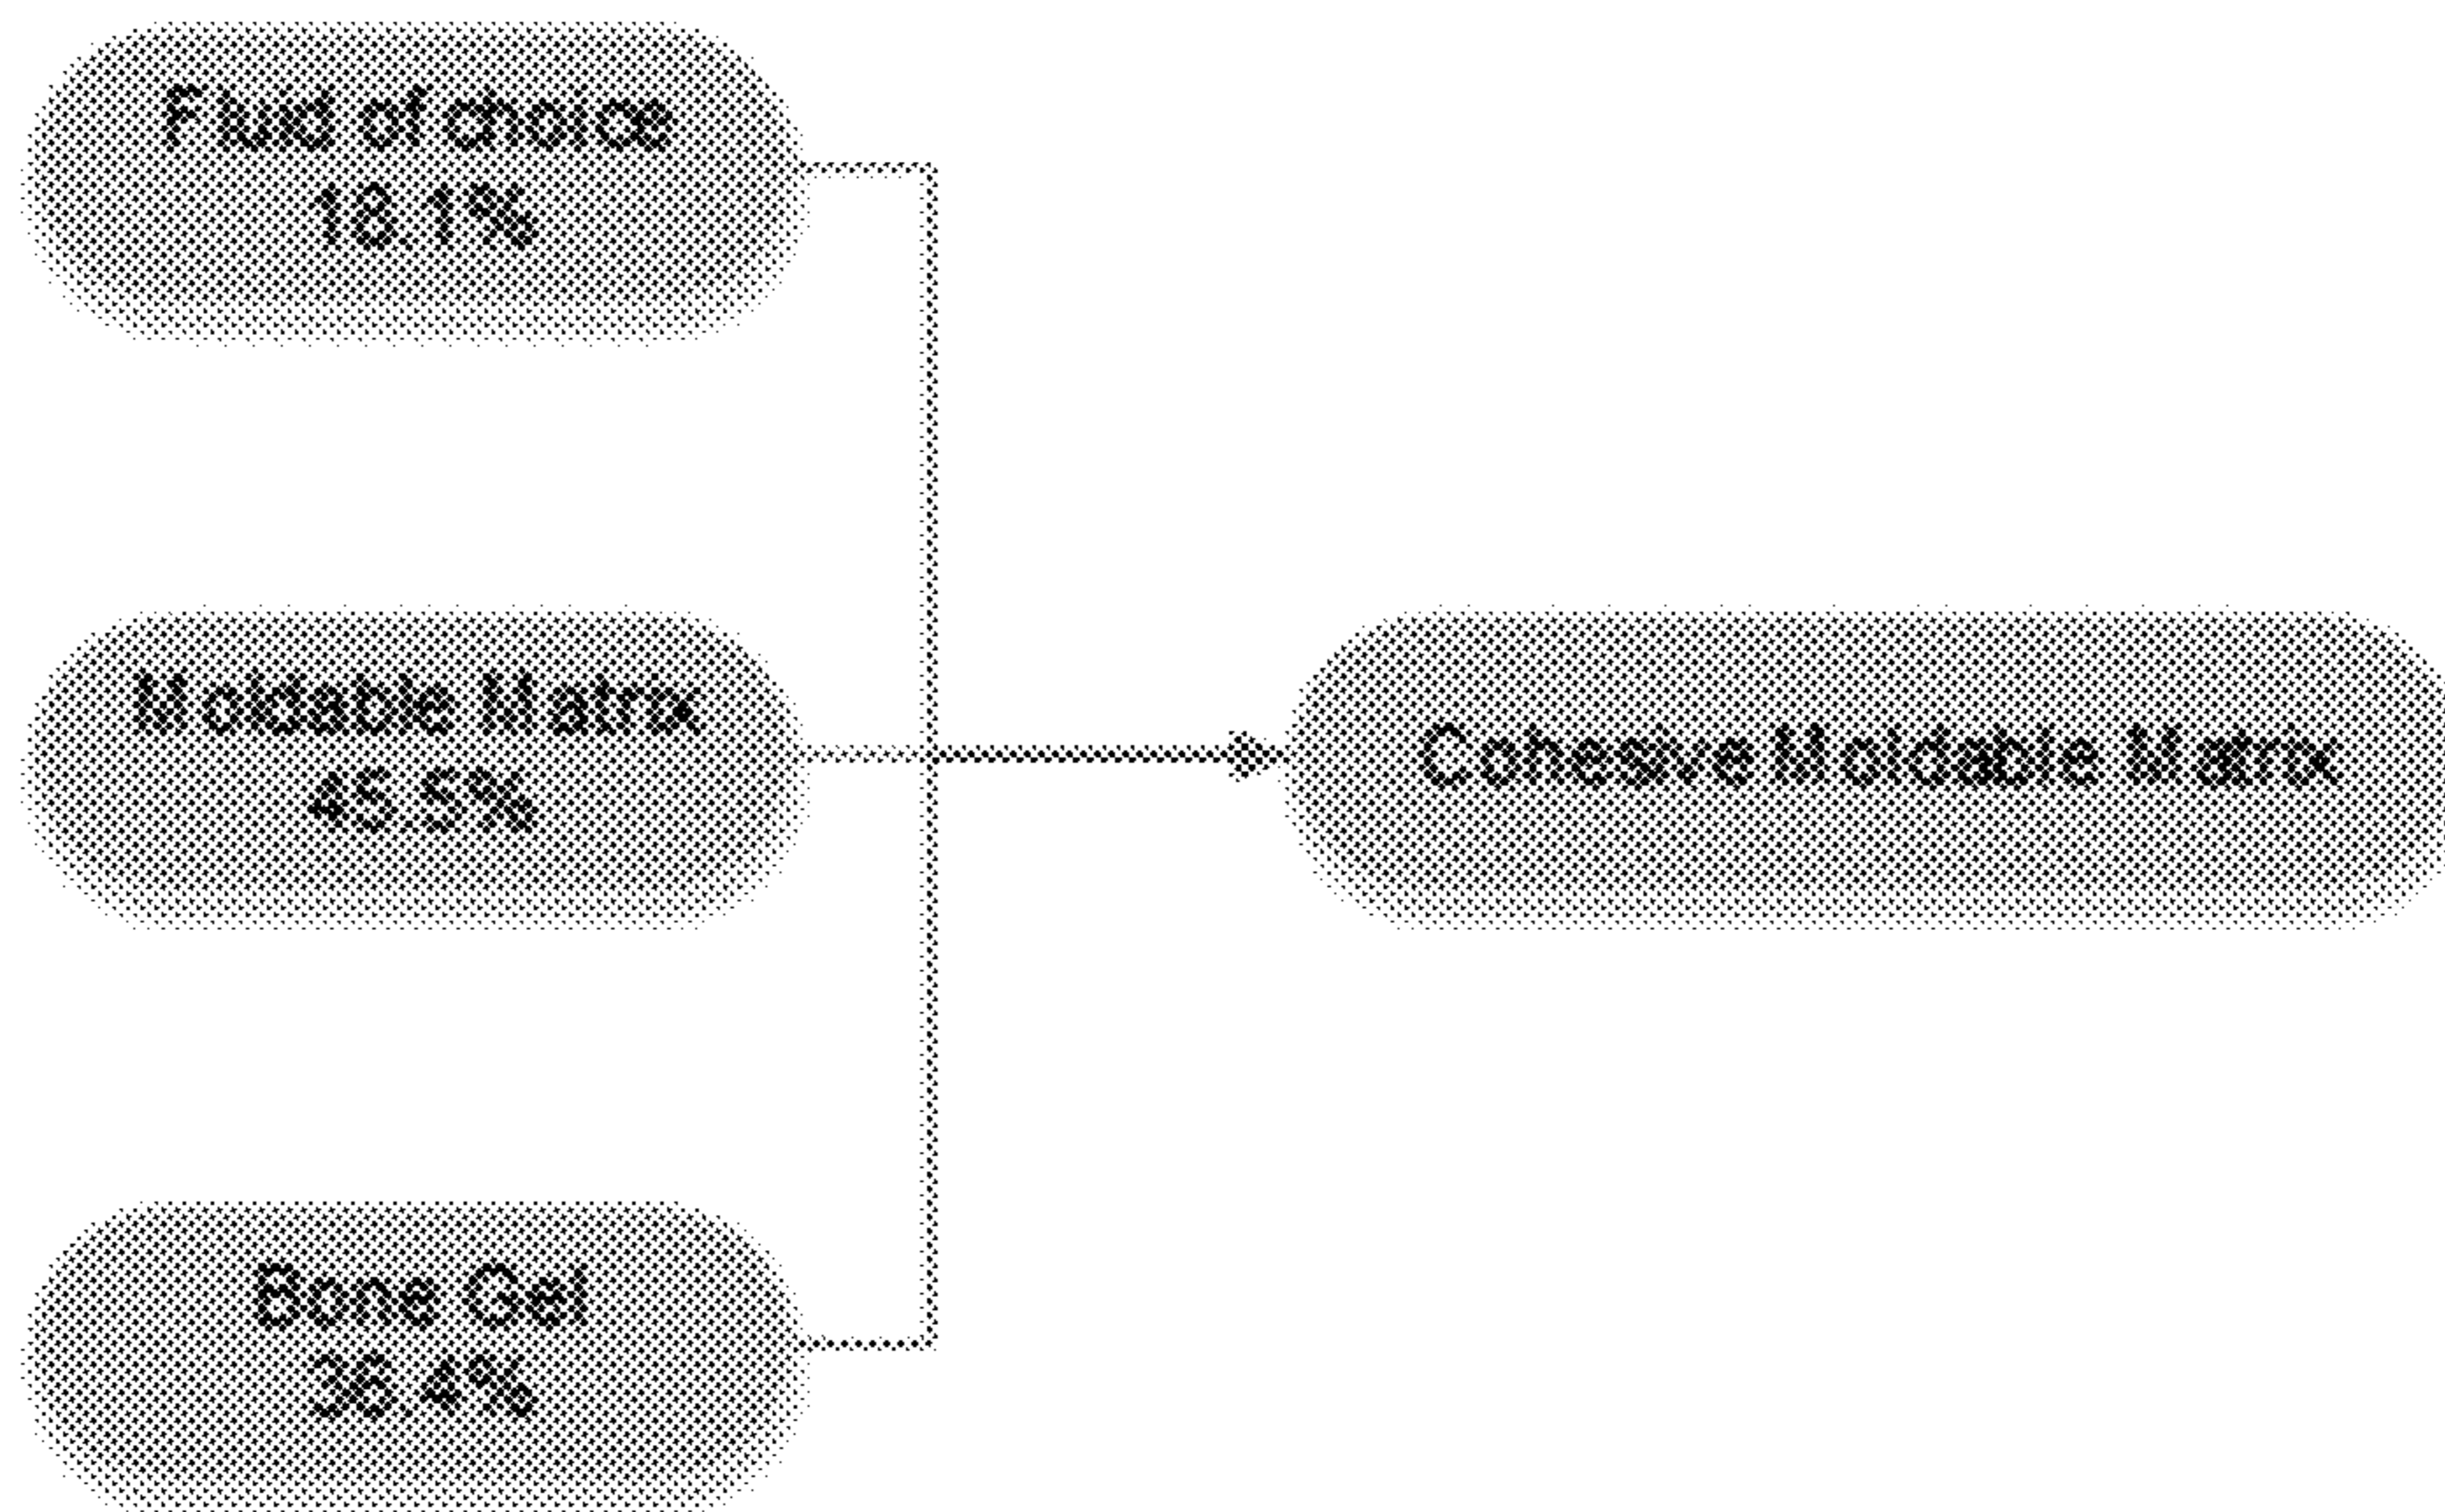 Fluid of choice
18.1%
Moldable Matrix
45.5%
Cohesive Moldable Matrix
Bone Gel
36.4%